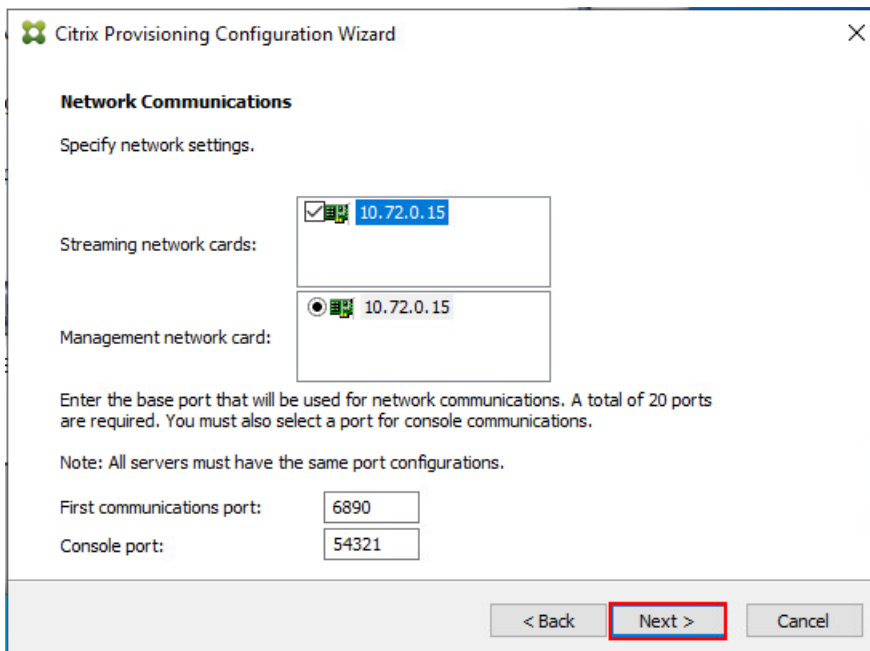 Citrix Provisioning Configuration Wizard
Network Communications
Specify network settings.
10.72.0.15
Streaming network cards:
10.72.0.15
Management network card:
Enter the base port that will be used for network communications. A total of 20 ports
are required. You must also select a port for console communications.
Note: All servers must have the same port configurations.
First communications port: 6890
Console port: 54321
< Back Next > Cancel